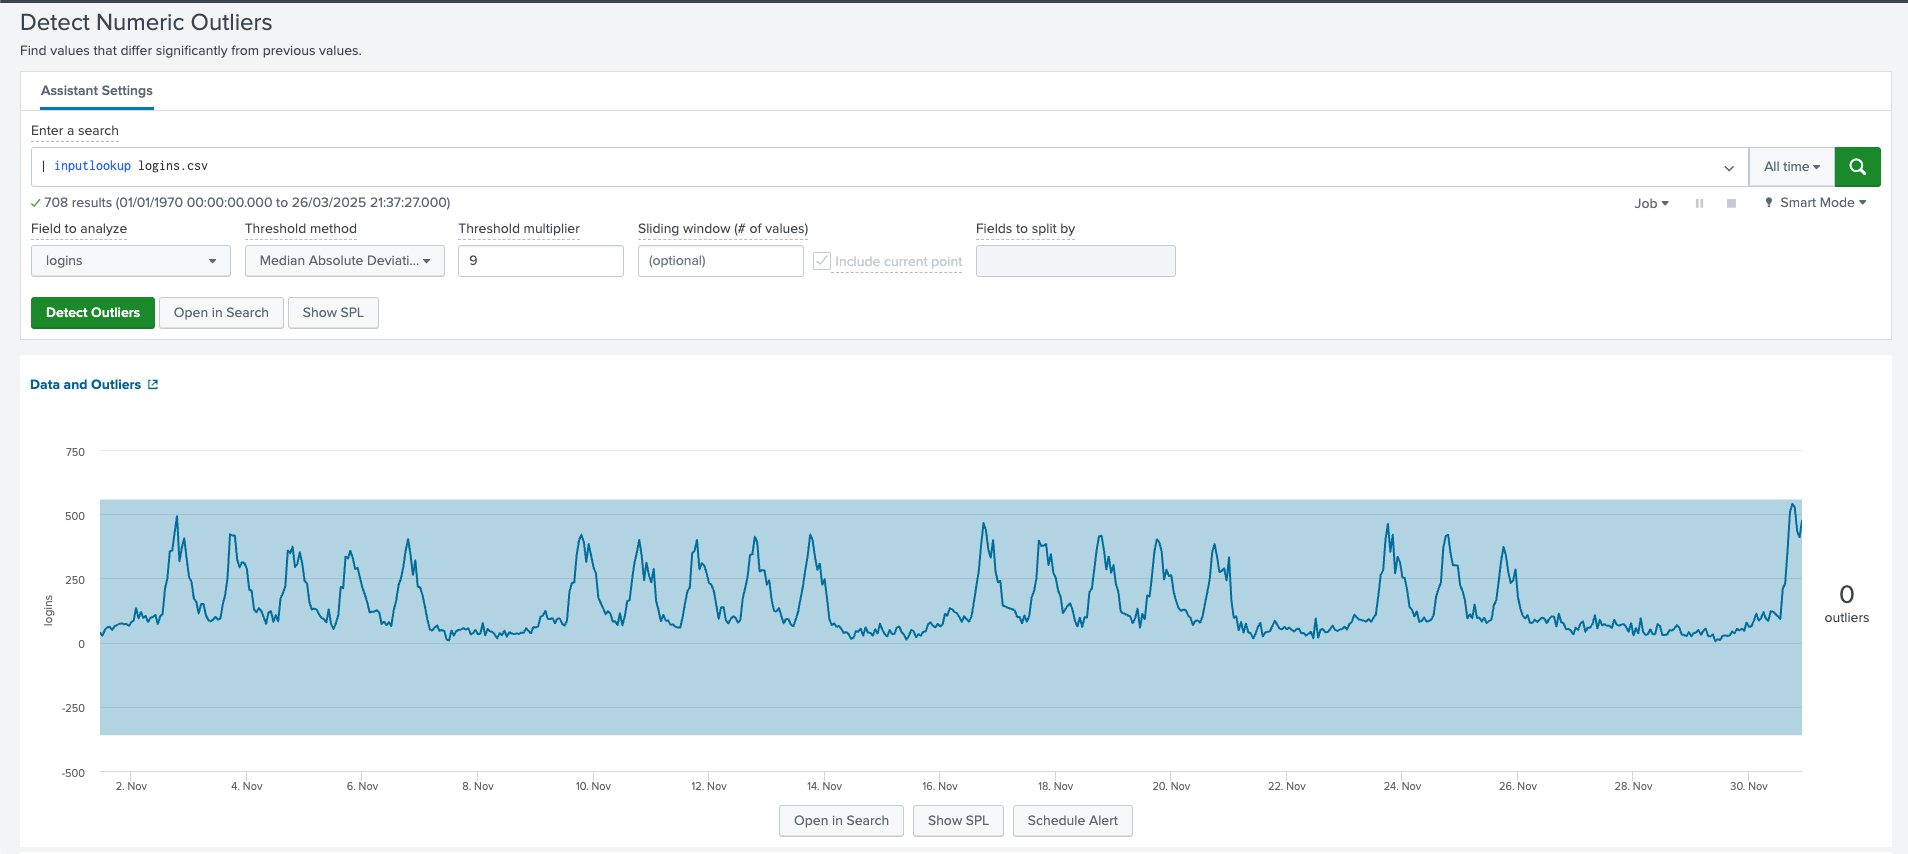 Detect Numeric Outliers
Find values that differ significantly from previous values.
Assistant Settings
Enter a search
| inputlookup logins.csv
All time
708 results (01/01/1970 00:00:00.000 to 26/03/2025 21:37:27.000)
Job
Smart Mode
Field to analyze
Threshold method
Threshold multiplier
Sliding window (# of values)
Fields to split by
logins
Median Absolute Deviati...
9
(optional)
Include current point
Detect Outliers
Open in Search
Show SPL
Data and Outliers
750
500
250
0
-250
-500
logins
0
outliers
2. Nov
4. Nov
6. Nov
8. Nov
10. Nov
12. Nov
14. Nov
16. Nov
18. Nov
20. Nov
22. Nov
24. Nov
26. Nov
28. Nov
30. Nov
Open in Search
Show SPL
Schedule Alert